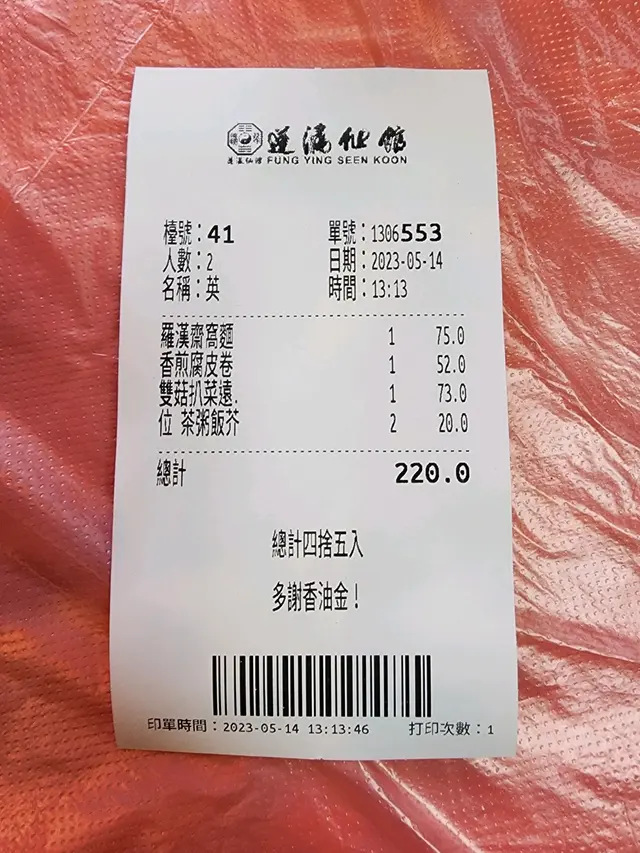 蓬瀛仙館
蓬瀛仙館 FUNG YING SEEN KOON
檯號：41 單號：1306553
人數：2 日期：2023-05-14
名稱：英 時間：13:13
羅漢齋窩麵 1 75.0
香煎腐皮卷 1 52.0
雙菇扒菜遠. 1 73.0
位 茶粥飯芥 2 20.0
總計 220.0
總計四捨五入
多謝香油金！
印單時間：2023-05-14 13:13:46 打印次數：1